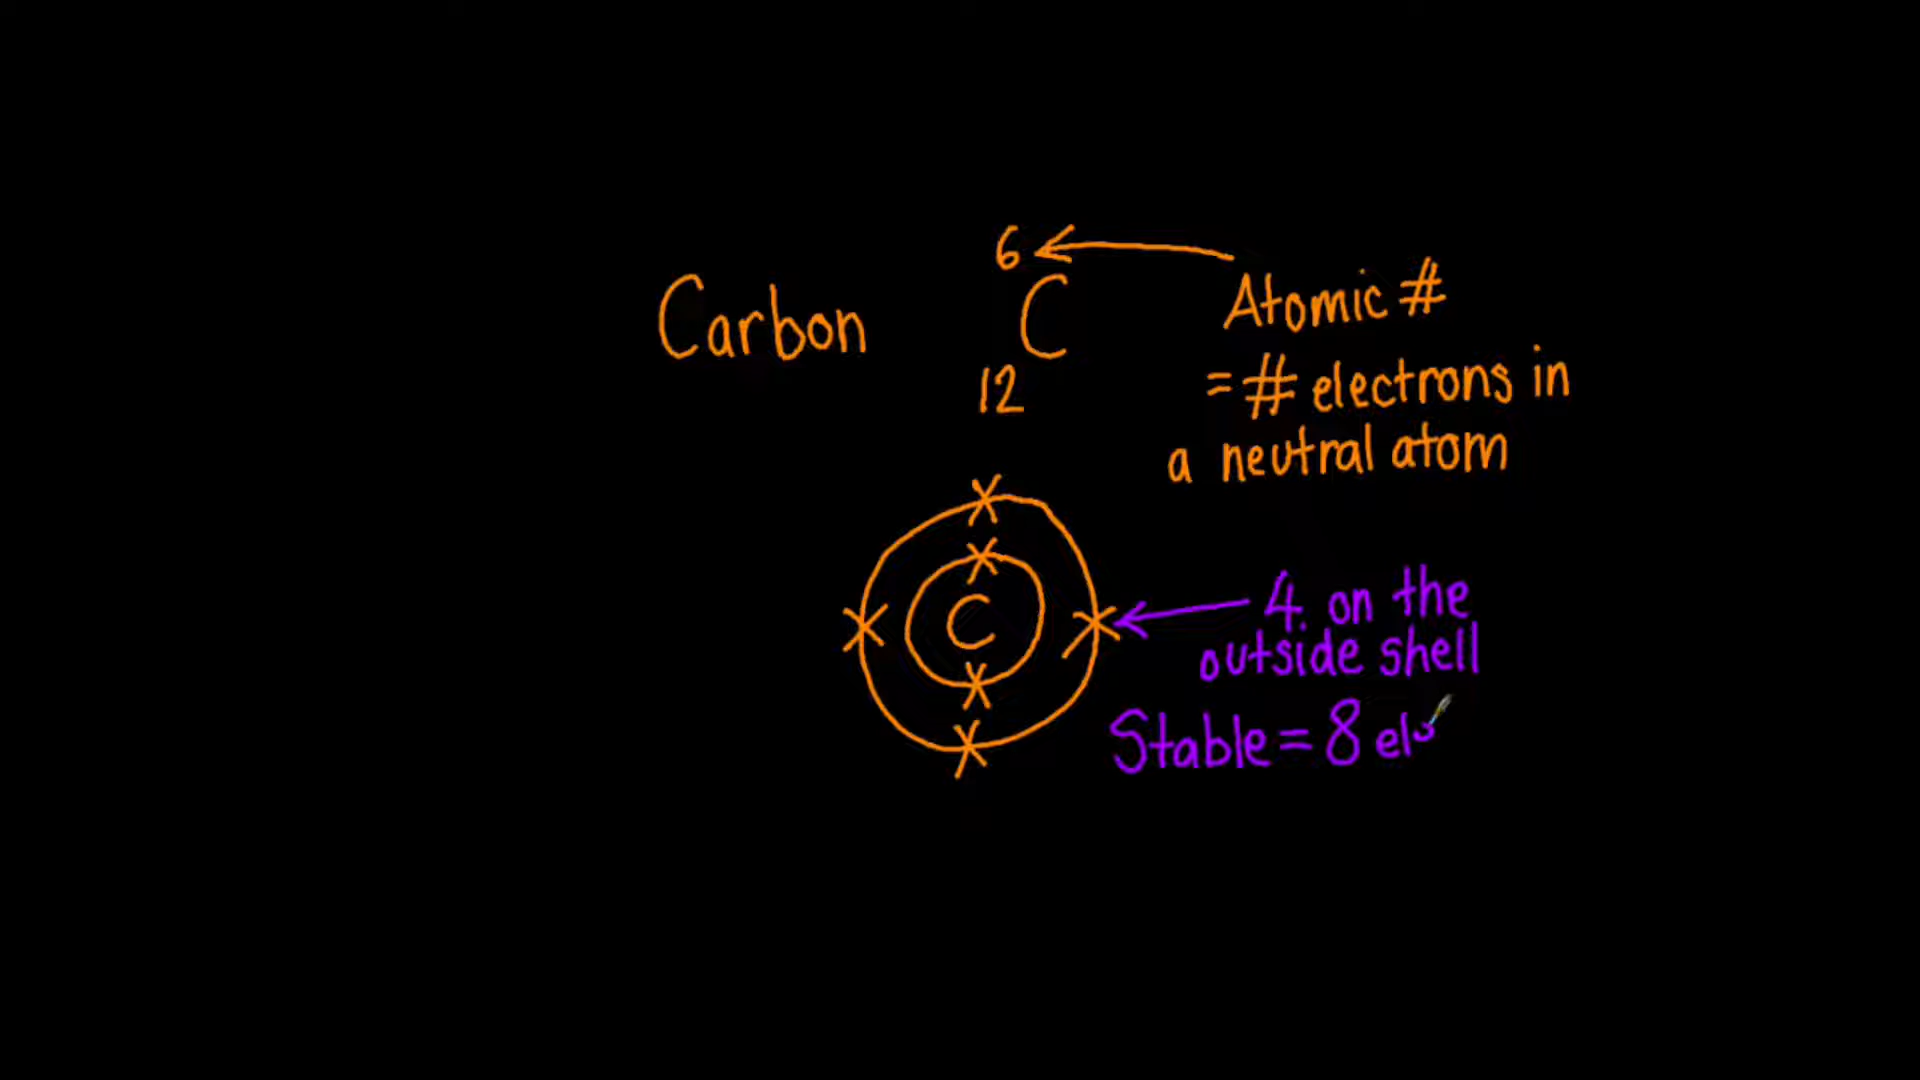 6
Carbon C Atomic #
12 = # electrons in
a neutral atom
C
4 on the
outside shell
Stable = 8